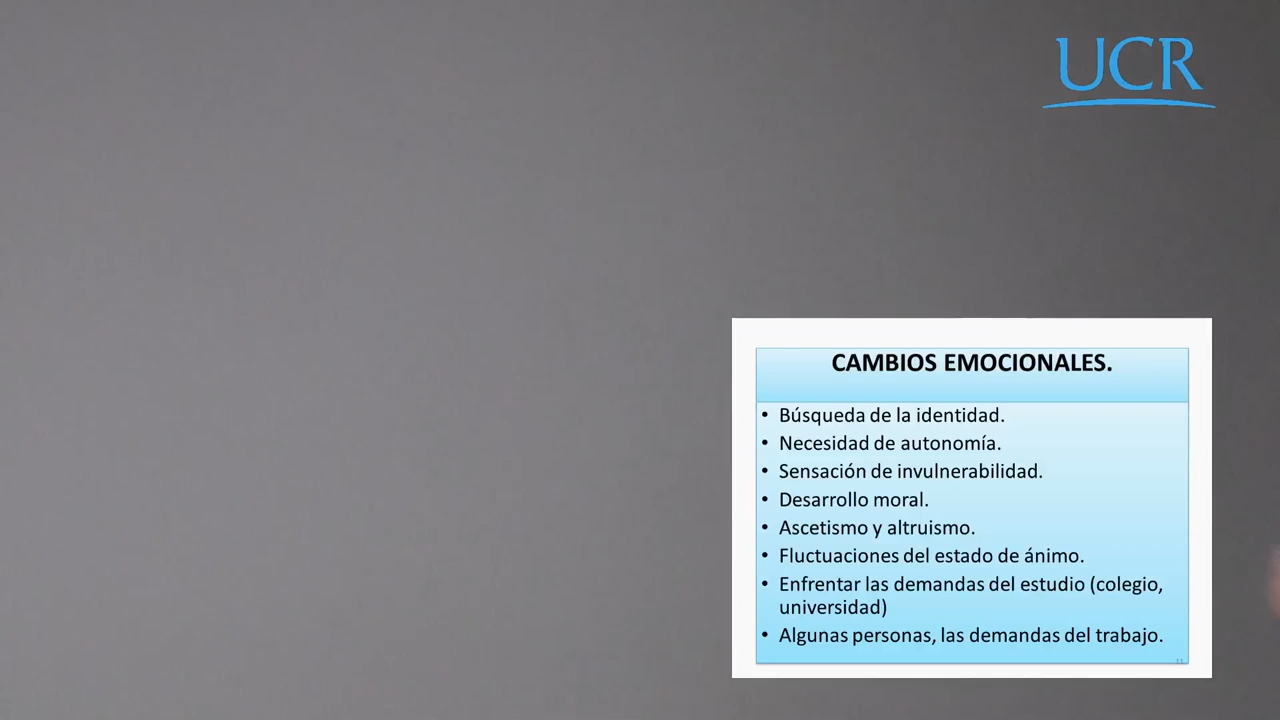 UCR
CAMBIOS EMOCIONALES.
• Búsqueda de la identidad.
• Necesidad de autonomía.
• Sensación de invulnerabilidad.
• Desarrollo moral.
• Ascetismo y altruismo.
• Fluctuaciones del estado de ánimo.
• Enfrentar las demandas del estudio (colegio,
universidad)
• Algunas personas, las demandas del trabajo.
11